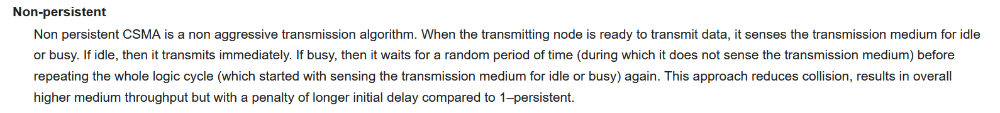 Non-persistent
Non persistent CSMA is a non aggressive transmission algorithm. When the transmitting node is ready to transmit data, it senses the transmission medium for idle
or busy. If idle, then it transmits immediately. If busy, then it waits for a random period of time (during which it does not sense the transmission medium) before
repeating the whole logic cycle (which started with sensing the transmission medium for idle or busy) again. This approach reduces collision, results in overall
higher medium throughput but with a penalty of longer initial delay compared to 1–persistent.